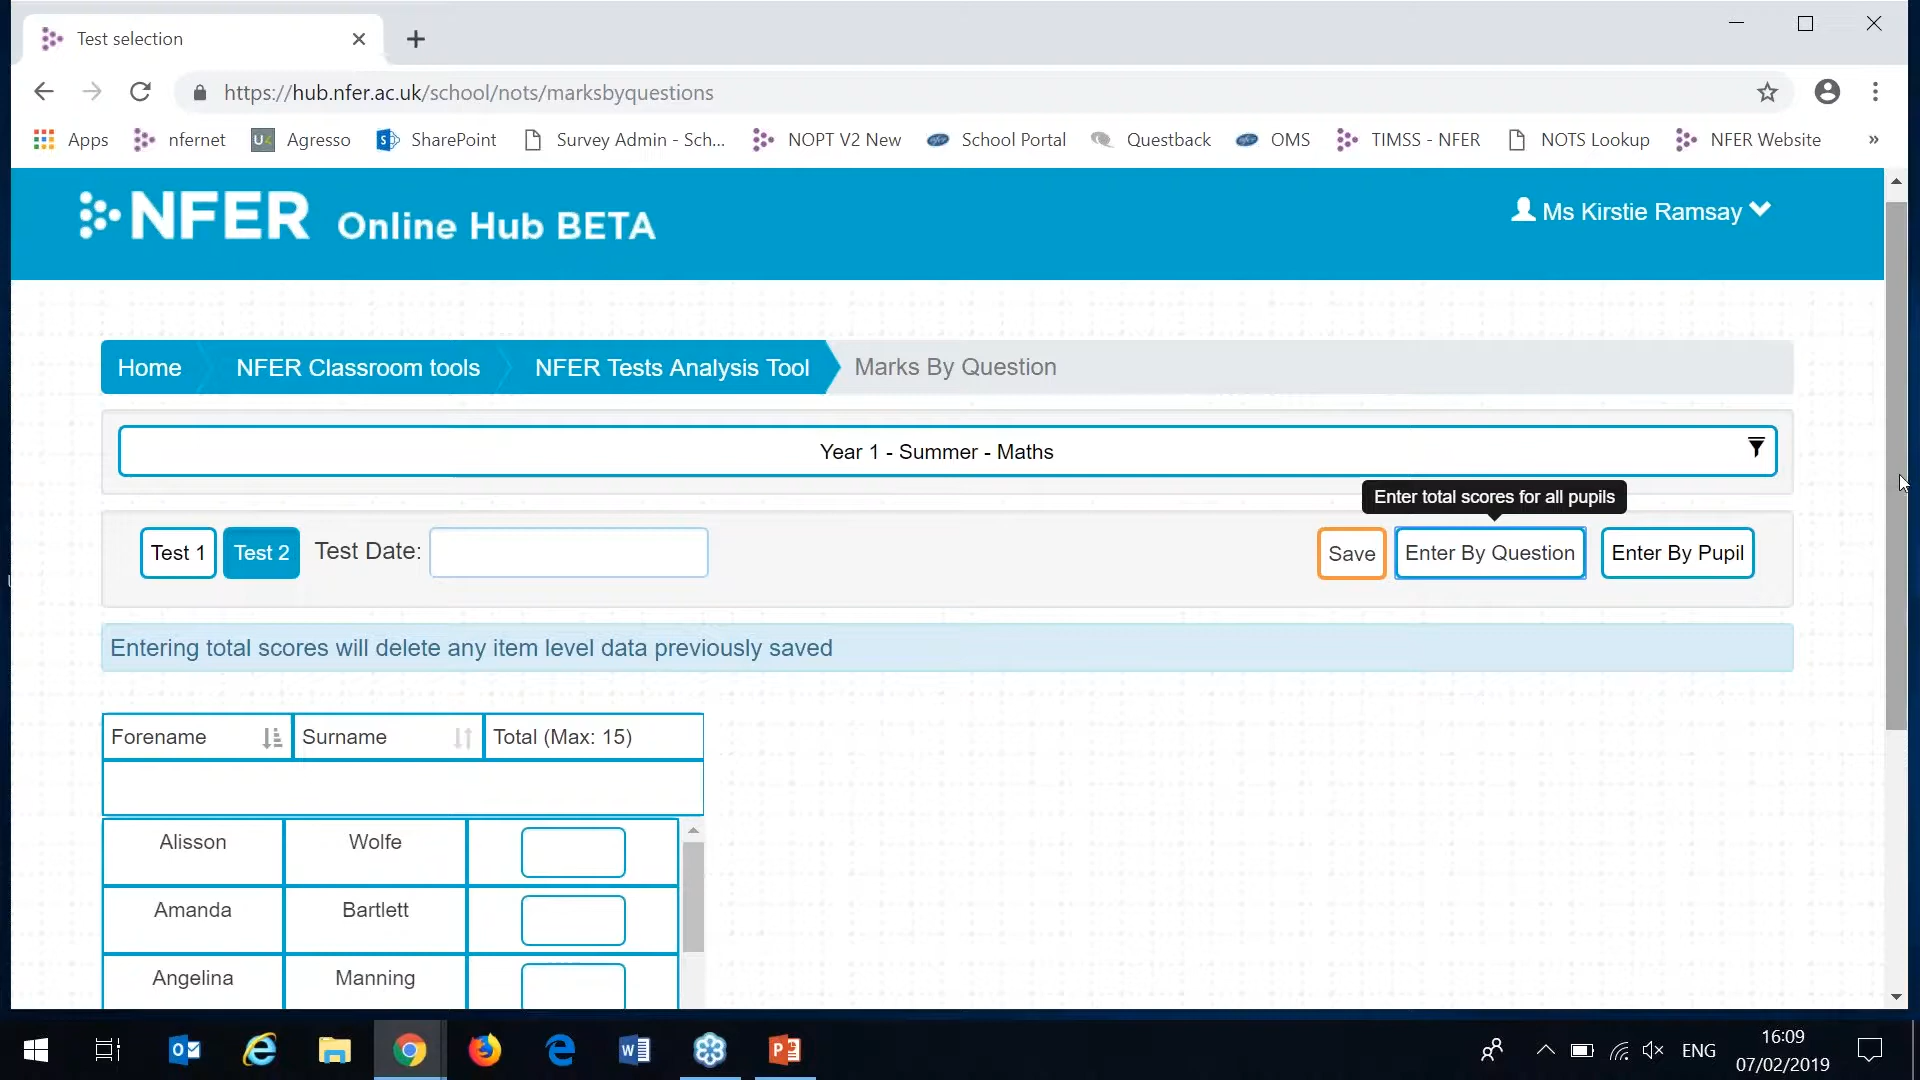 Test selection
https://hub.nfer.ac.uk/school/nots/marksbyquestions
Apps nfernet Agresso SharePoint Survey Admin - Sch... NOPT V2 New School Portal Questback OMS TIMSS - NFER NOTS Lookup NFER Website »
NFER Online Hub BETA
Ms Kirstie Ramsay
Home NFER Classroom tools NFER Tests Analysis Tool Marks By Question
Year 1 - Summer - Maths
Enter total scores for all pupils
Test 1 Test 2 Test Date: Save Enter By Question Enter By Pupil
Entering total scores will delete any item level data previously saved
Forename Surname Total (Max: 15)
Alisson Wolfe
Amanda Bartlett
Angelina Manning
ENG
16:09
07/02/2019